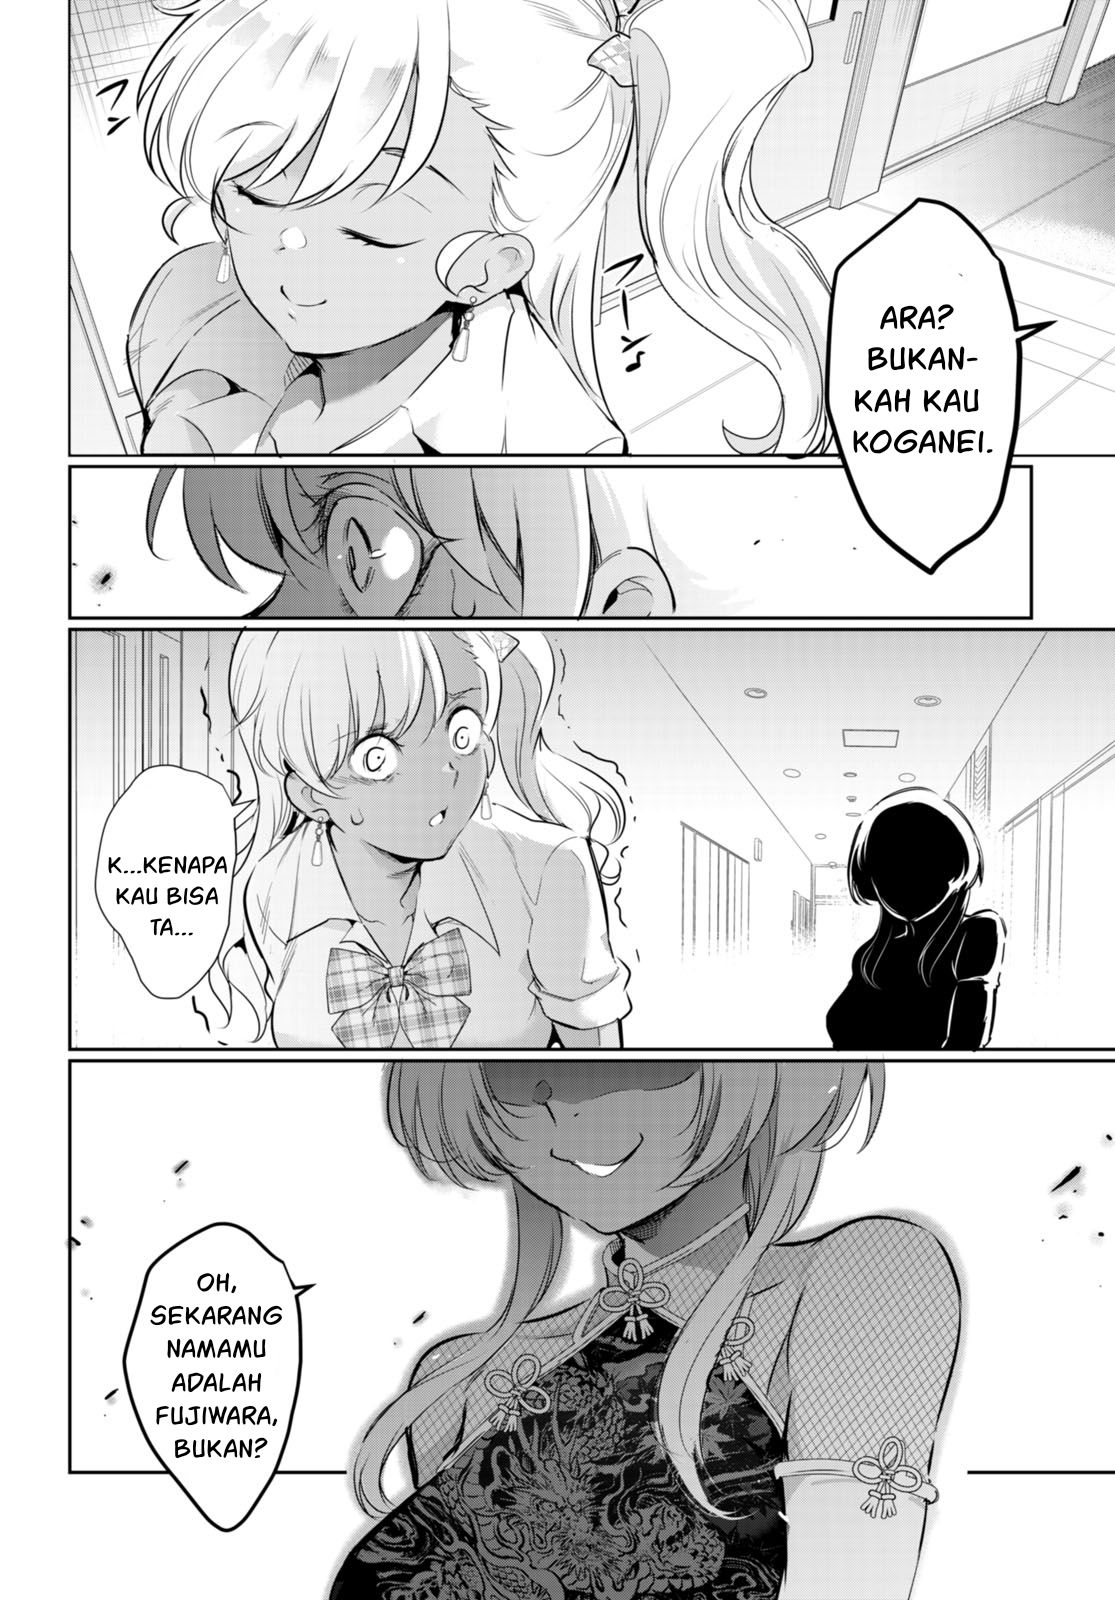 ARA?
BUKAN-
KAH KAU
KOGANEI.
K...KENAPA
KAU BISA
TA...
OH,
SEKARANG
NAMAMU
ADALAH
FUJIWARA,
BUKAN?